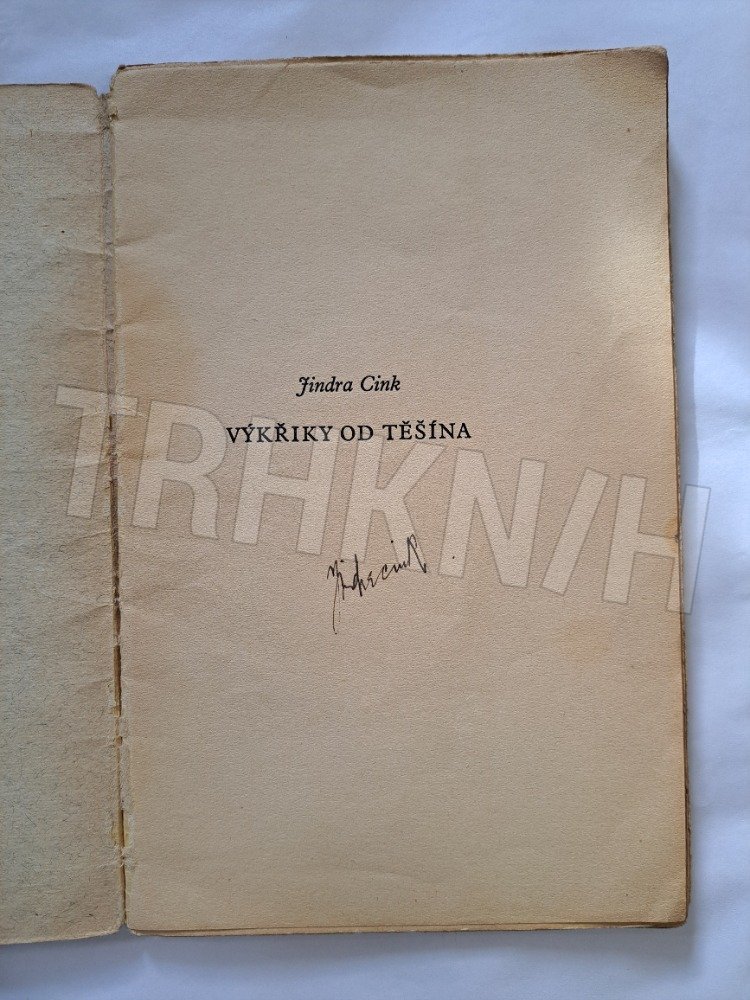 Jindra Cink
VÝKŘIKY OD TĚŠÍNA
TRHKNIH